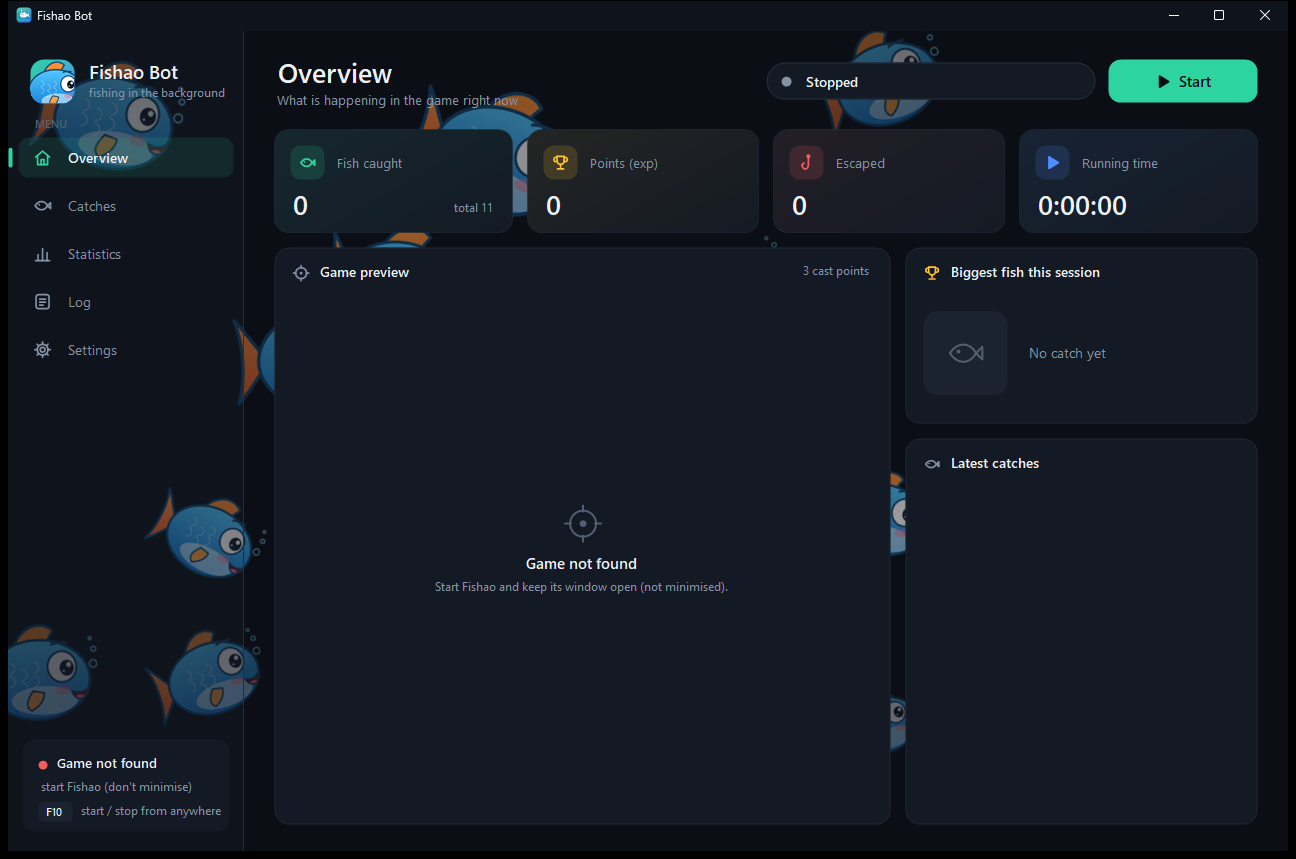 Fishao Bot
Fishao Bot
fishing in the background
MENU
Overview
Catches
Statistics
Log
Settings
Game not found
start Fishao (don't minimise)
F10 start / stop from anywhere
Overview
What is happening in the game right now
Stopped
Start
Fish caught
0
total 11
Points (exp)
0
Escaped
0
Running time
0:00:00
Game preview
3 cast points
Game not found
Start Fishao and keep its window open (not minimised).
Biggest fish this session
No catch yet
Latest catches